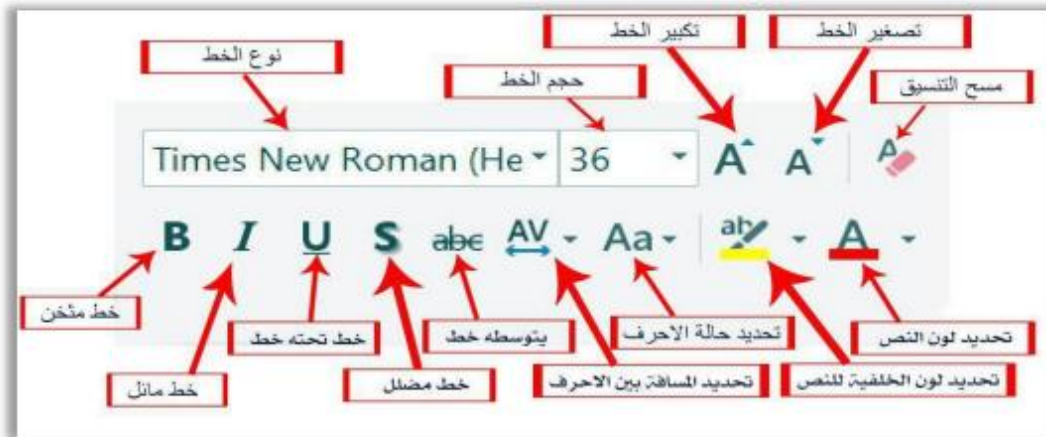 تكبير الخط
تصغير الخط
نوع الخط
حجم الخط
مسح التنسيق
Times New Roman (He
36
A
A
A
B
I
U
S
abc
AV
Aa
ab
A
خط مثخن
خط تحته خط
يتوسطه خط
تحديد حالة الاحرف
تحديد لون النص
خط مائل
خط مضلل
تحديد المسافة بين الاحرف
تحديد لون الخلفية للنص